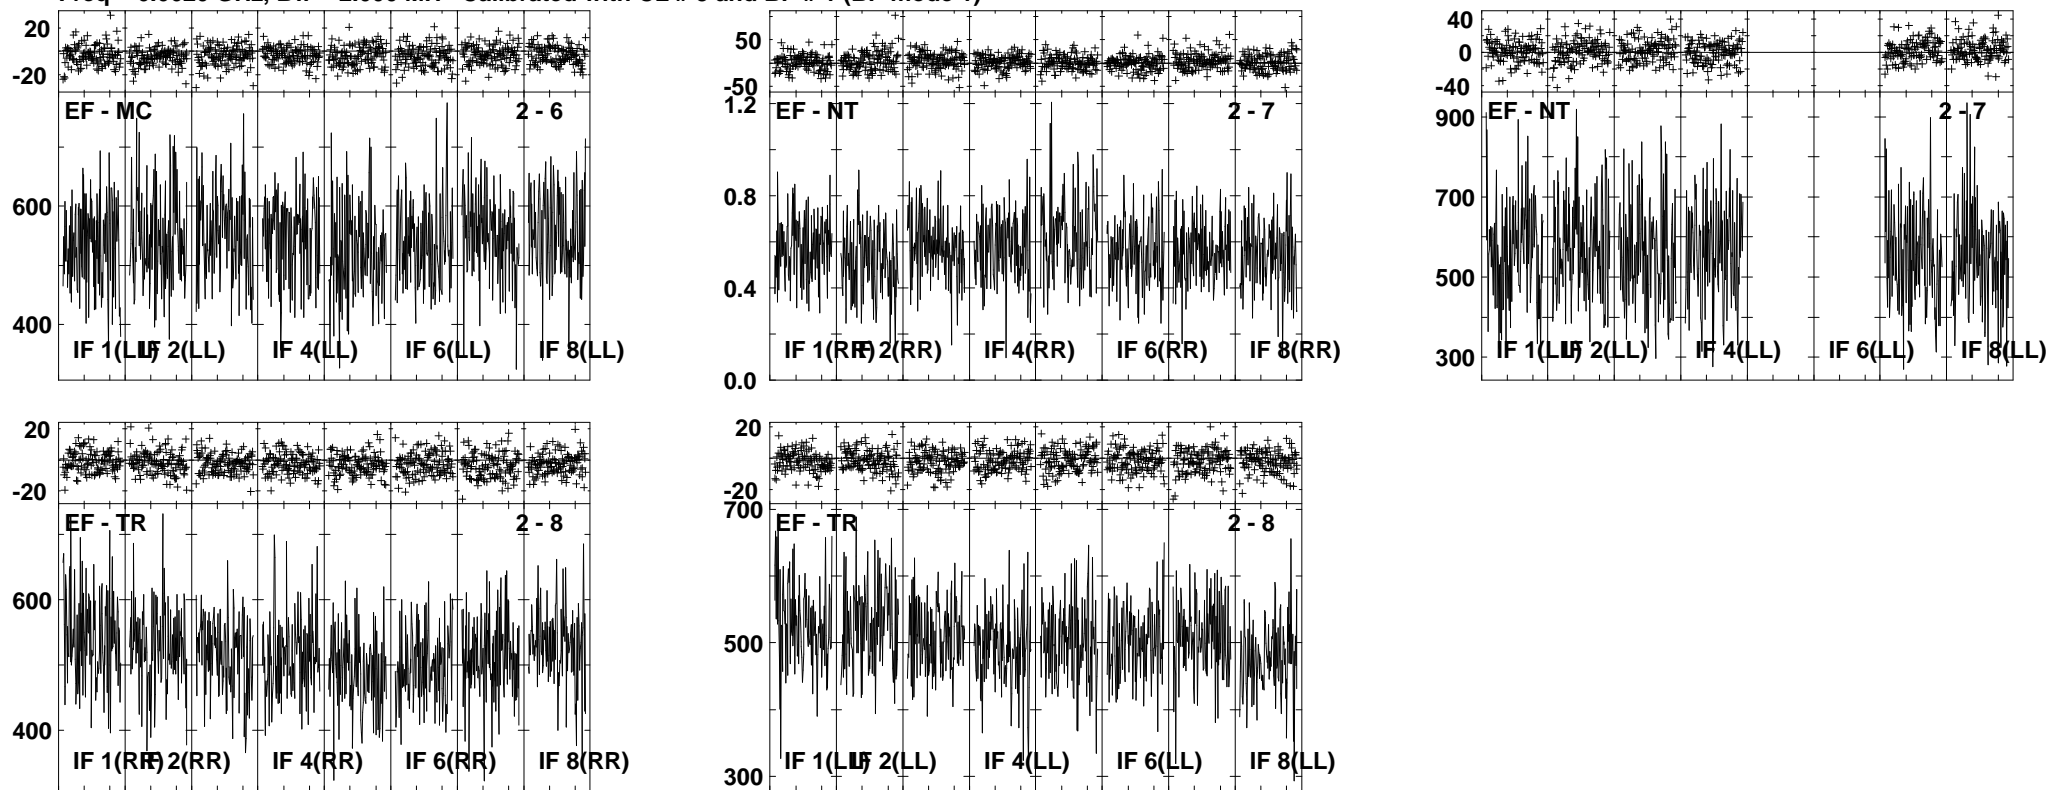 20
-20
EF - MC 2 - 6
600
400
IF 1(LL) IF 2(LL) IF 4(LL) IF 6(LL) IF 8(LL)
50
-50
1.2
EF - NT 2 - 7
0.8
0.4
0.0
IF 1(RR) IF 2(RR) IF 4(RR) IF 6(RR) IF 8(RR)
40
0
-40
900
EF - NT 2 - 7
700
500
300
IF 1(LL) IF 2(LL) IF 4(LL) IF 6(LL) IF 8(LL)
20
-20
EF - TR 2 - 8
600
400
IF 1(RR) IF 2(RR) IF 4(RR) IF 6(RR) IF 8(RR)
20
-20
700
EF - TR 2 - 8
500
300
IF 1(LL) IF 2(LL) IF 4(LL) IF 6(LL) IF 8(LL)